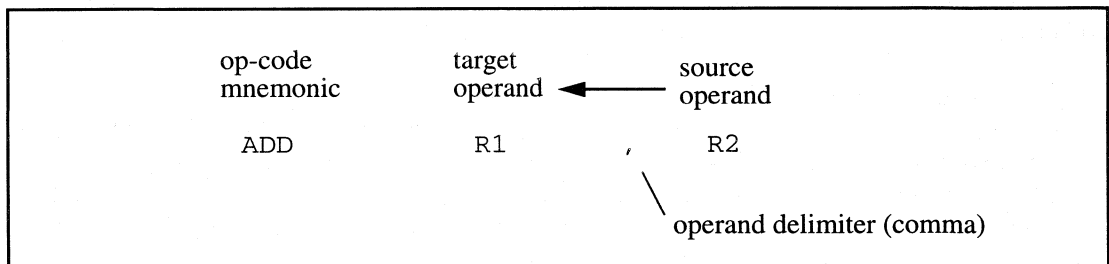 op-code target source
mnemonic operand operand
ADD R1 , R2
operand delimiter (comma)